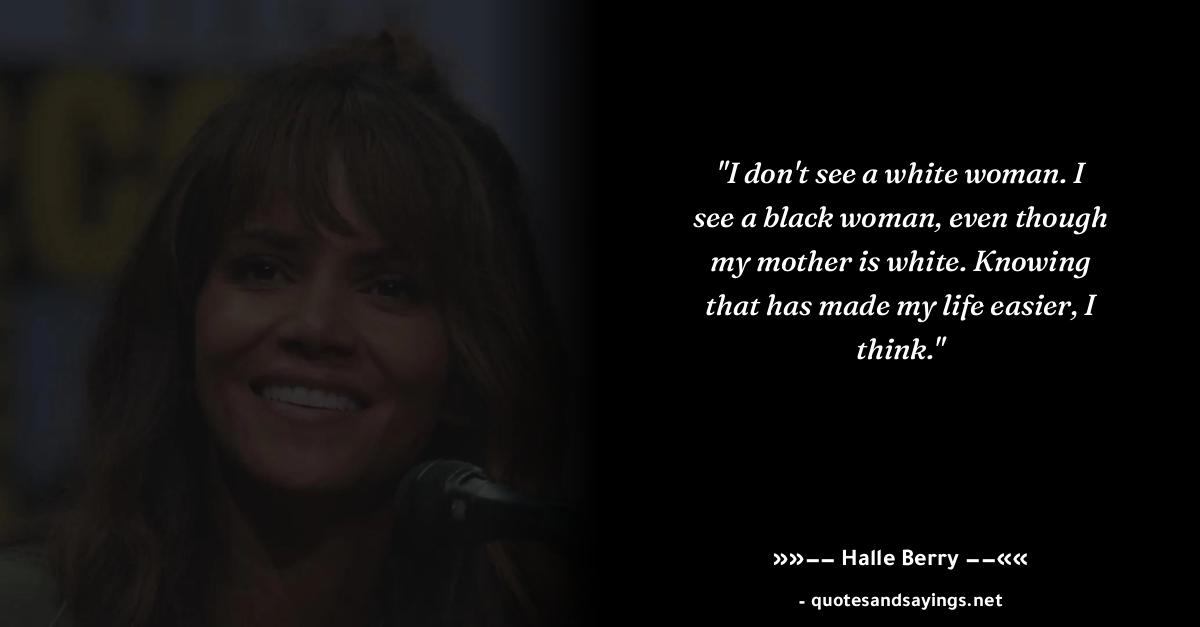 "I don't see a white woman. I
see a black woman, even though
my mother is white. Knowing
that has made my life easier, I
think."
»»–– Halle Berry ––««
- quotesandsayings.net